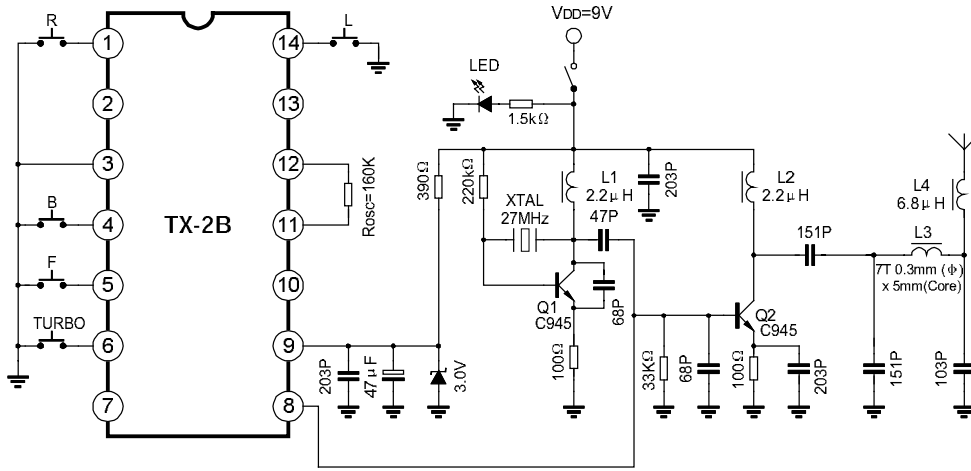 VDD=9V
R
L
1
14
LED
1.5kΩ
2
13
3
12
TX-2B
Rosc=160K
390Ω
220kΩ
XTAL
27MHz
L1
2.2μH
47P
203P
L2
2.2μH
L4
6.8μH
B
4
11
151P
L3
7T 0.3mm (Φ)
x 5mm(Core)
F
5
10
Q1
C945
68P
TURBO
6
9
Q2
C945
203P
47μF
3.0V
100Ω
33KΩ
68P
100Ω
203P
151P
103P
7
8